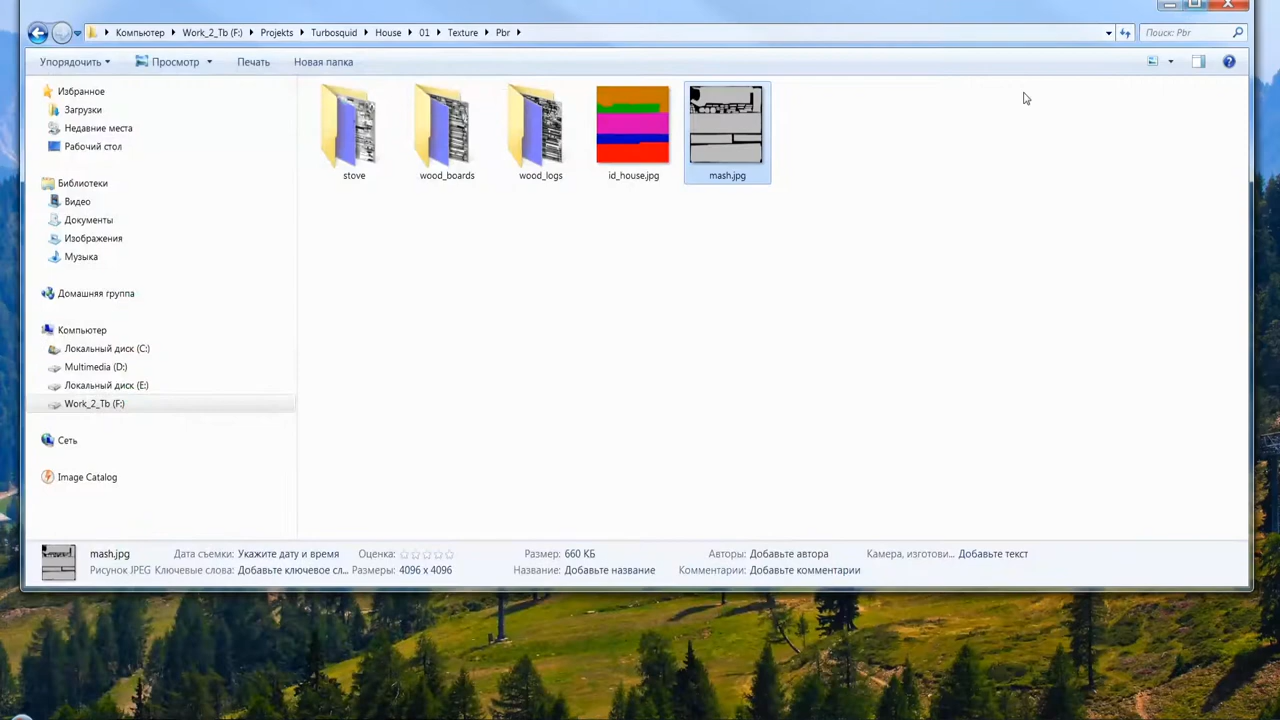 Компьютер Work_2_Tb (F:) Projekts Turbosquid House 01 Texture Pbr
Поиск: Pbr
Упорядочить Просмотр Печать Новая папка
Избранное
Загрузки
Недавние места
Рабочий стол
Библиотеки
Видео
Документы
Изображения
Музыка
Домашняя группа
Компьютер
Локальный диск (C:)
Multimedia (D:)
Локальный диск (E:)
Work_2_Tb (F:)
Сеть
Image Catalog
stove wood_boards wood_logs id_house.jpg mash.jpg
mash.jpg Дата съемки: Укажите дату и время Оценка: Размер: 660 КБ Авторы: Добавьте автора Камера, изготови... Добавьте текст
Рисунок JPEG Ключевые слова: Добавьте ключевое сл... Размеры: 4096 x 4096 Название: Добавьте название Комментарии: Добавьте комментарии